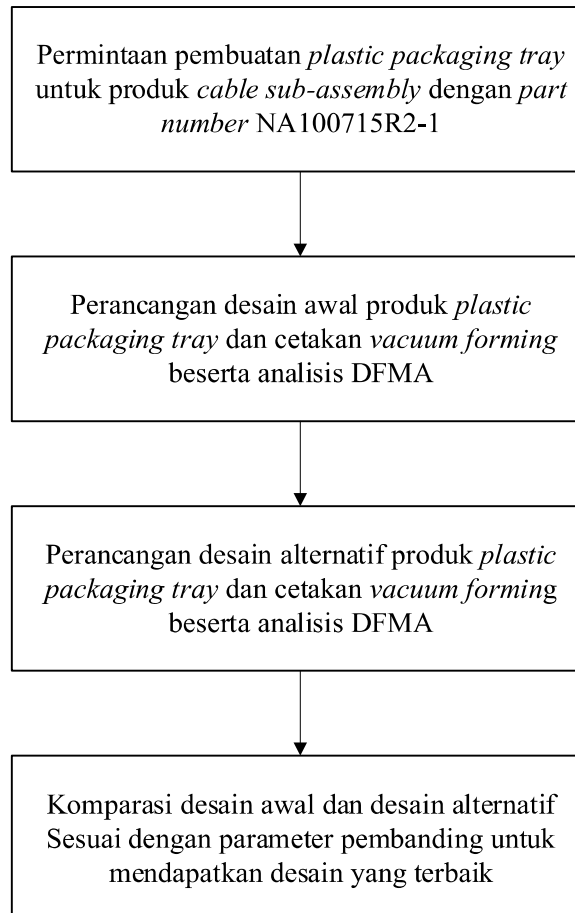 Permintaan pembuatan plastic packaging tray
untuk produk cable sub-assembly dengan part
number NA100715R2-1
Perancangan desain awal produk plastic
packaging tray dan cetakan vacuum forming
beserta analisis DFMA
Perancangan desain alternatif produk plastic
packaging tray dan cetakan vacuum forming
beserta analisis DFMA
Komparasi desain awal dan desain alternatif
Sesuai dengan parameter pembanding untuk
mendapatkan desain yang terbaik